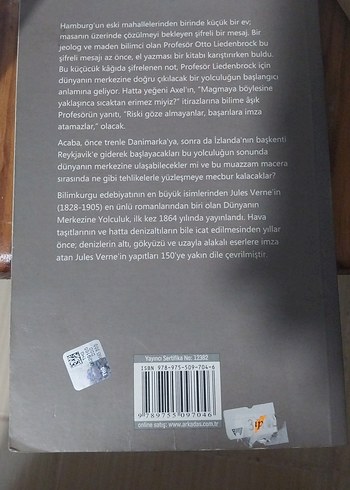 Hamburg'un eski mahallelerinden birinde küçük bir ev;
masanın üzerinde çözülmeyi bekleyen şifreli bir mesaj. Bir
jeolog ve maden bilimci olan Profesör Otto Liedenbrock bu
şifreli mesajı az önce, el yazması bir kitabı karıştırırken buldu.
Bu küçücük kâğıda şifrelenen not, Profesör Liedenbrock için
dünyanın merkezine doğru çıkılacak bir yolculuğun başlangıcı
anlamına geliyor. Hatta yeğeni Axel'ın, "Magmaya böylesine
yaklaşınca sıcaktan erimez miyiz?" itirazlarına bilime âşık
Profesörün yanıtı, "Riski göze almayanlar, başarılara imza
atamazlar," olacak.
Acaba, önce trenle Danimarka'ya, sonra da İzlanda'nın başkenti
Reykjavik'e giderek başlayacakları bu yolculuğun sonunda
dünyanın merkezine ulaşabilecekler mi ve bu muazzam macera
sırasında ne gibi tehlikelerle yüzleşmeye mecbur kalacaklar?
Bilimkurgu edebiyatının en büyük isimlerinden Jules Verne'in
(1828-1905) en ünlü romanlarından biri olan Dünyanın
Merkezine Yolculuk, ilk kez 1864 yılında yayınlandı. Hava
taşıtlarının ve hatta denizaltıların bile icat edilmesinden yıllar
önce; denizlerin altı, gökyüzü ve uzayla alakalı eserlere imza
atan Jules Verne'in yapıtları 150'ye yakın dile çevrilmiştir.
Yayıncı Sertifika No: 12382
ISBN 978-975-509-704-6
9 789755 097046
online satış: www.arkadas.com.tr